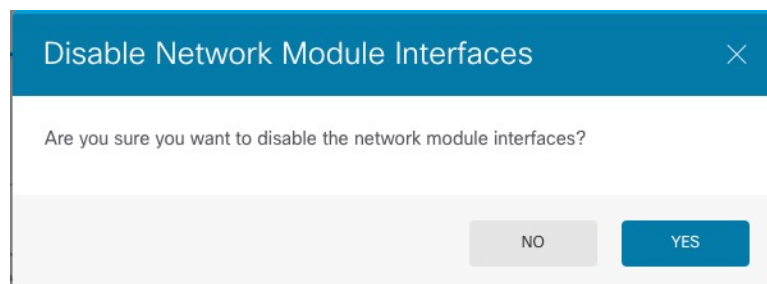 Disable Network Module Interfaces
Are you sure you want to disable the network module interfaces?
NO
YES